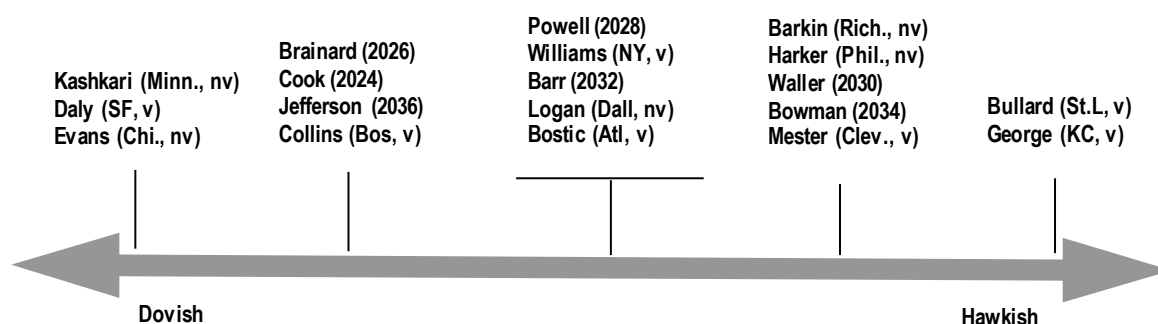 Kashkari (Minn., nv)
Daly (SF, v)
Evans (Chi., nv)
Brainard (2026)
Cook (2024)
Jefferson (2036)
Collins (Bos, v)
Powell (2028)
Williams (NY, v)
Barr (2032)
Logan (Dall, nv)
Bostic (Atl, v)
Barkin (Rich., nv)
Harker (Phil., nv)
Waller (2030)
Bowman (2034)
Mester (Clev., v)
Bullard (St.L, v)
George (KC, v)
Dovish
Hawkish